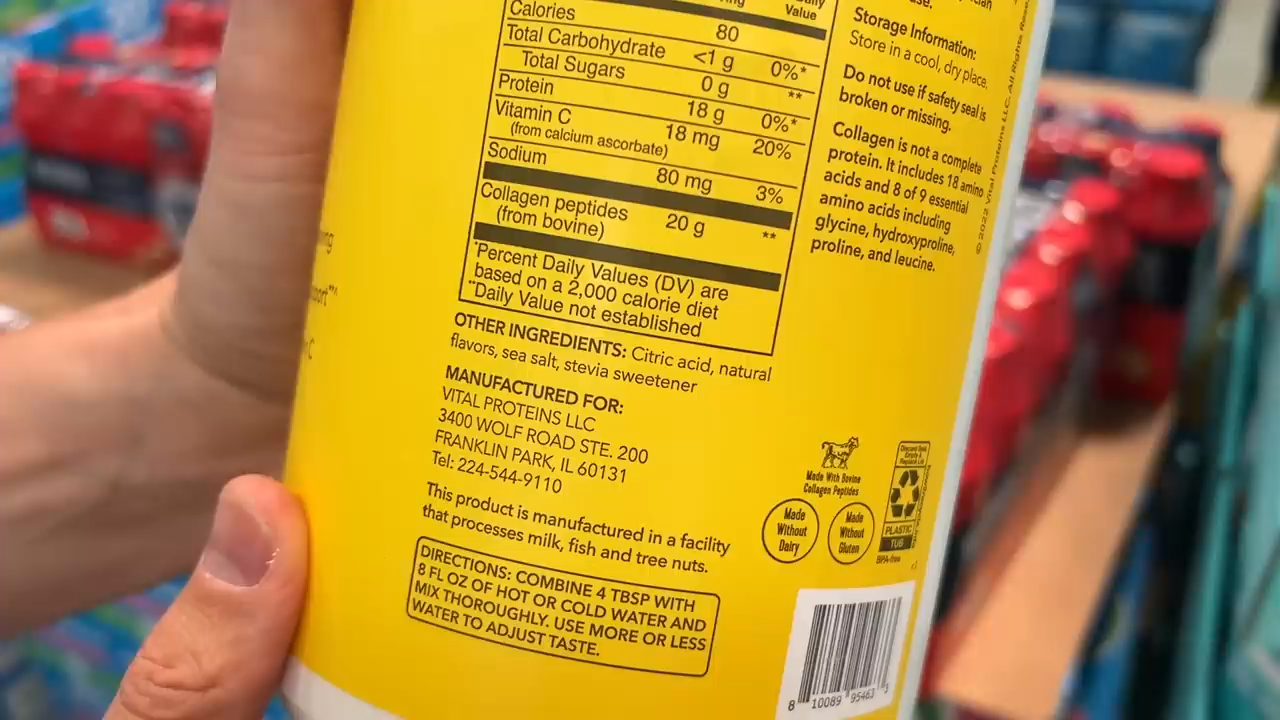 Value
Calories 80
Total Carbohydrate <1 g 0%*
Total Sugars 0 g **
Protein 18 g 0%*
Vitamin C 18 mg 20%
(from calcium ascorbate)
Sodium 80 mg 3%
Collagen peptides 20 g **
(from bovine)
*Percent Daily Values (DV) are
based on a 2,000 calorie diet
**Daily Value not established
OTHER INGREDIENTS: Citric acid, natural
flavors, sea salt, stevia sweetener
MANUFACTURED FOR:
VITAL PROTEINS LLC
3400 WOLF ROAD STE. 200
FRANKLIN PARK, IL 60131
Tel: 224-544-9110
This product is manufactured in a facility
that processes milk, fish and tree nuts.
DIRECTIONS: COMBINE 4 TBSP WITH
8 FL OZ OF HOT OR COLD WATER AND
MIX THOROUGHLY. USE MORE OR LESS
WATER TO ADJUST TASTE.
Storage Information:
Store in a cool, dry place.
Do not use if safety seal is
broken or missing.
Collagen is not a complete
protein. It includes 18 amino
acids and 8 of 9 essential
amino acids including
glycine, hydroxyproline,
proline, and leucine.
© 2022 Vital Proteins LLC. All Rights
Made With Bovine
Collagen Peptides
Made
Without
Dairy
Made
Without
Gluten
PLASTIC
TUB
BPA-free
8 10089 95463 3